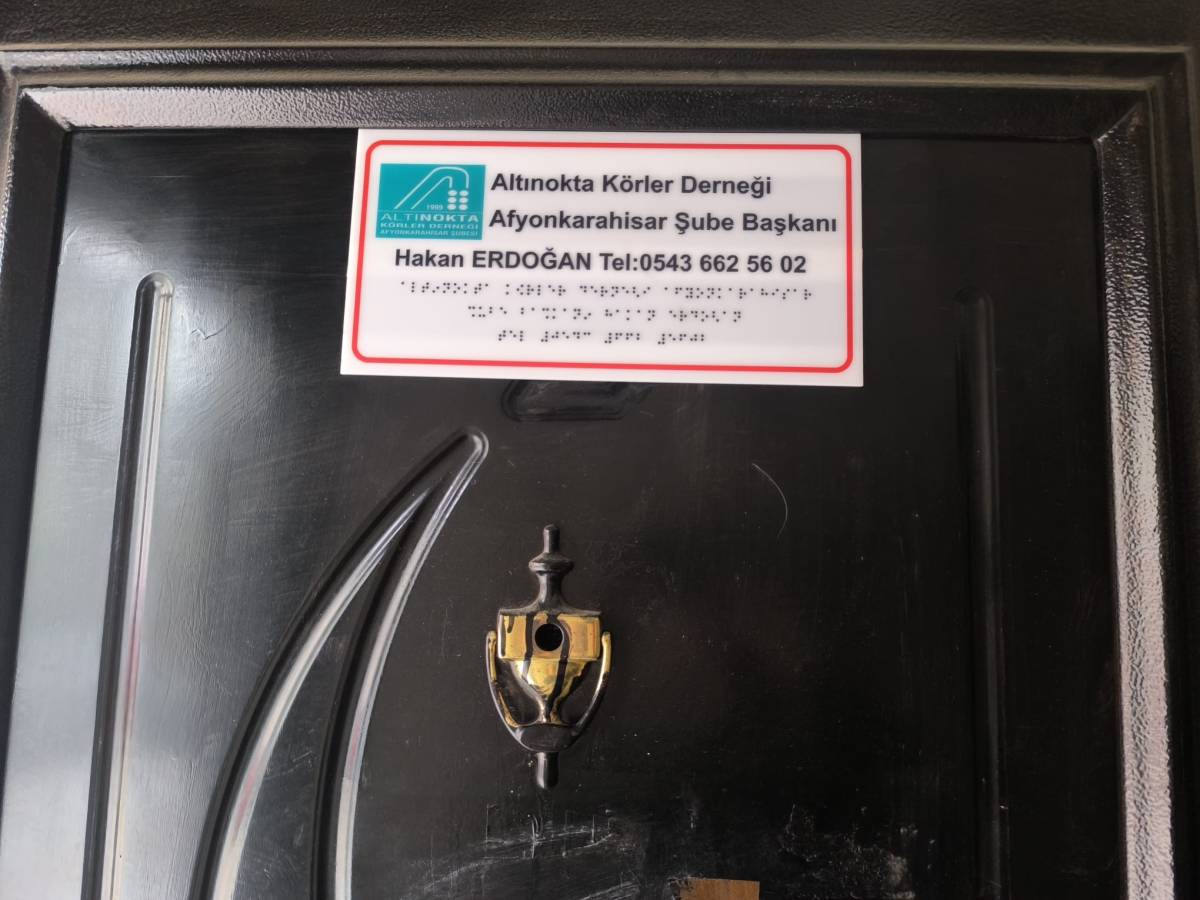 1989
ALTINOKTA
KÖRLER DERNEĞİ
AFYONKARAHİSAR ŞUBESİ
Altınokta Körler Derneği
Afyonkarahisar Şube Başkanı
Hakan ERDOĞAN Tel:0543 662 56 02